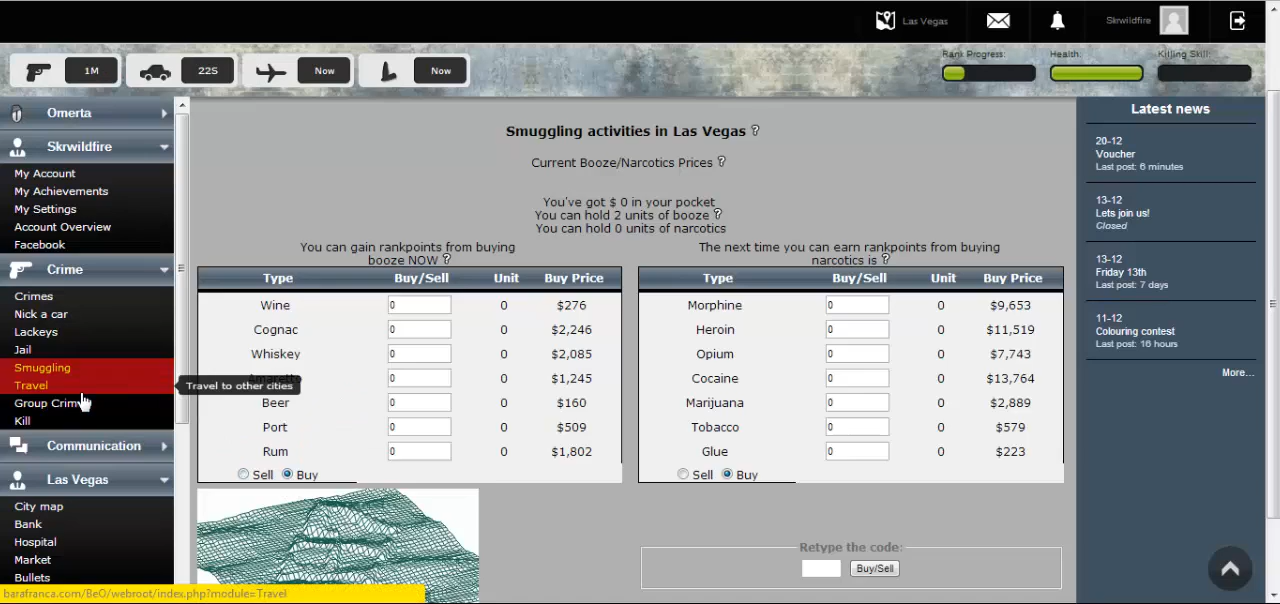 Las Vegas
Skrwildfire
1M
22S
Now
Now
Rank Progress:
Health:
Killing Skill:
Omerta
Skrwildfire
My Account
My Achievements
My Settings
Account Overview
Facebook
Crime
Crimes
Nick a car
Lackeys
Jail
Smuggling
Travel
Travel to other cities
Group Crim
Kill
Communication
Las Vegas
City map
Bank
Hospital
Market
Bullets
barafranca.com/BeO/webroot/index.php?module=Travel
Smuggling activities in Las Vegas ?
Current Booze/Narcotics Prices ?
You've got $ 0 in your pocket
You can hold 2 units of booze ?
You can hold 0 units of narcotics
You can gain rankpoints from buying
booze NOW ?
Type Buy/Sell Unit Buy Price
Wine 0 0 $276
Cognac 0 0 $2,246
Whiskey 0 0 $2,085
Amaretto 0 0 $1,245
Beer 0 0 $160
Port 0 0 $509
Rum 0 0 $1,802
Sell Buy
The next time you can earn rankpoints from buying
narcotics is ?
Type Buy/Sell Unit Buy Price
Morphine 0 0 $9,653
Heroin 0 0 $11,519
Opium 0 0 $7,743
Cocaine 0 0 $13,764
Marijuana 0 0 $2,889
Tobacco 0 0 $579
Glue 0 0 $223
Sell Buy
Retype the code:
Buy/Sell
Latest news
20-12
Voucher
Last post: 6 minutes
13-12
Lets join us!
Closed
13-12
Friday 13th
Last post: 7 days
11-12
Colouring contest
Last post: 16 hours
More...